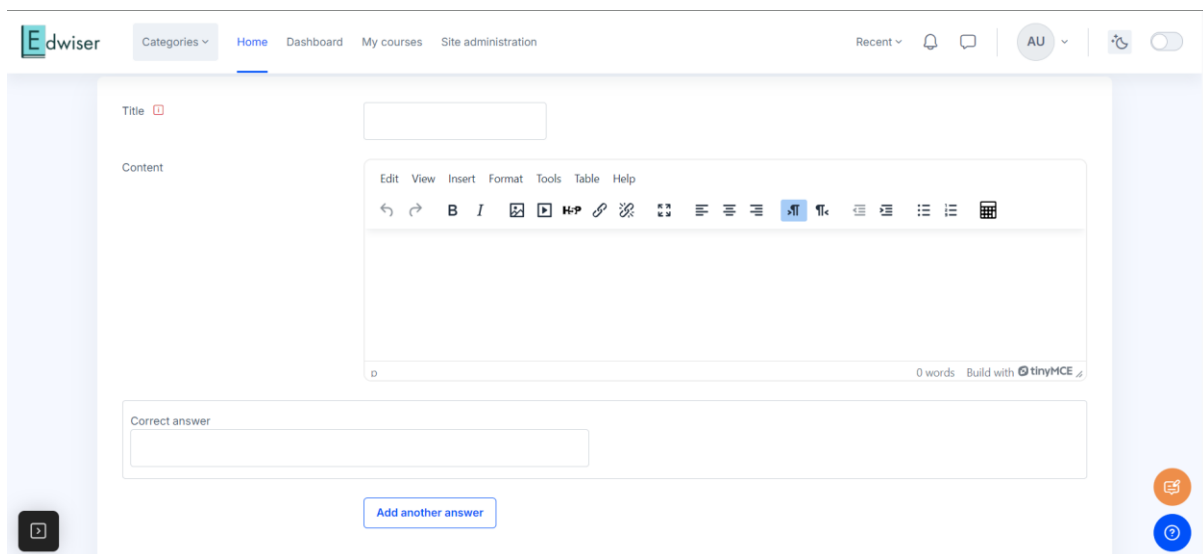 Edwiser Categories Home Dashboard My courses Site administration Recent AU
Title
Content
Edit View Insert Format Tools Table Help
B I H-P
p
0 words Build with tinyMCE
Correct answer
Add another answer